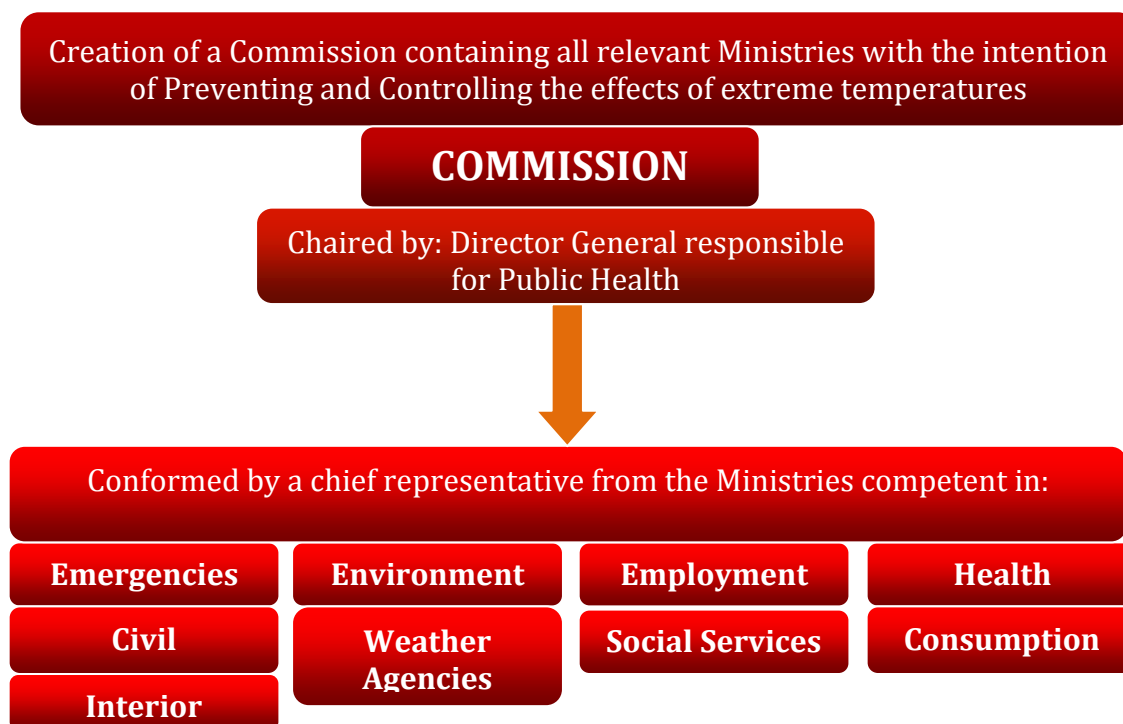 Creation of a Commission containing all relevant Ministries with the intention
of Preventing and Controlling the effects of extreme temperatures
COMMISSION
Chaired by: Director General responsible
for Public Health
Conformed by a chief representative from the Ministries competent in:
Emergencies
Environment
Employment
Health
Civil
Weather
Agencies
Social Services
Consumption
Interior